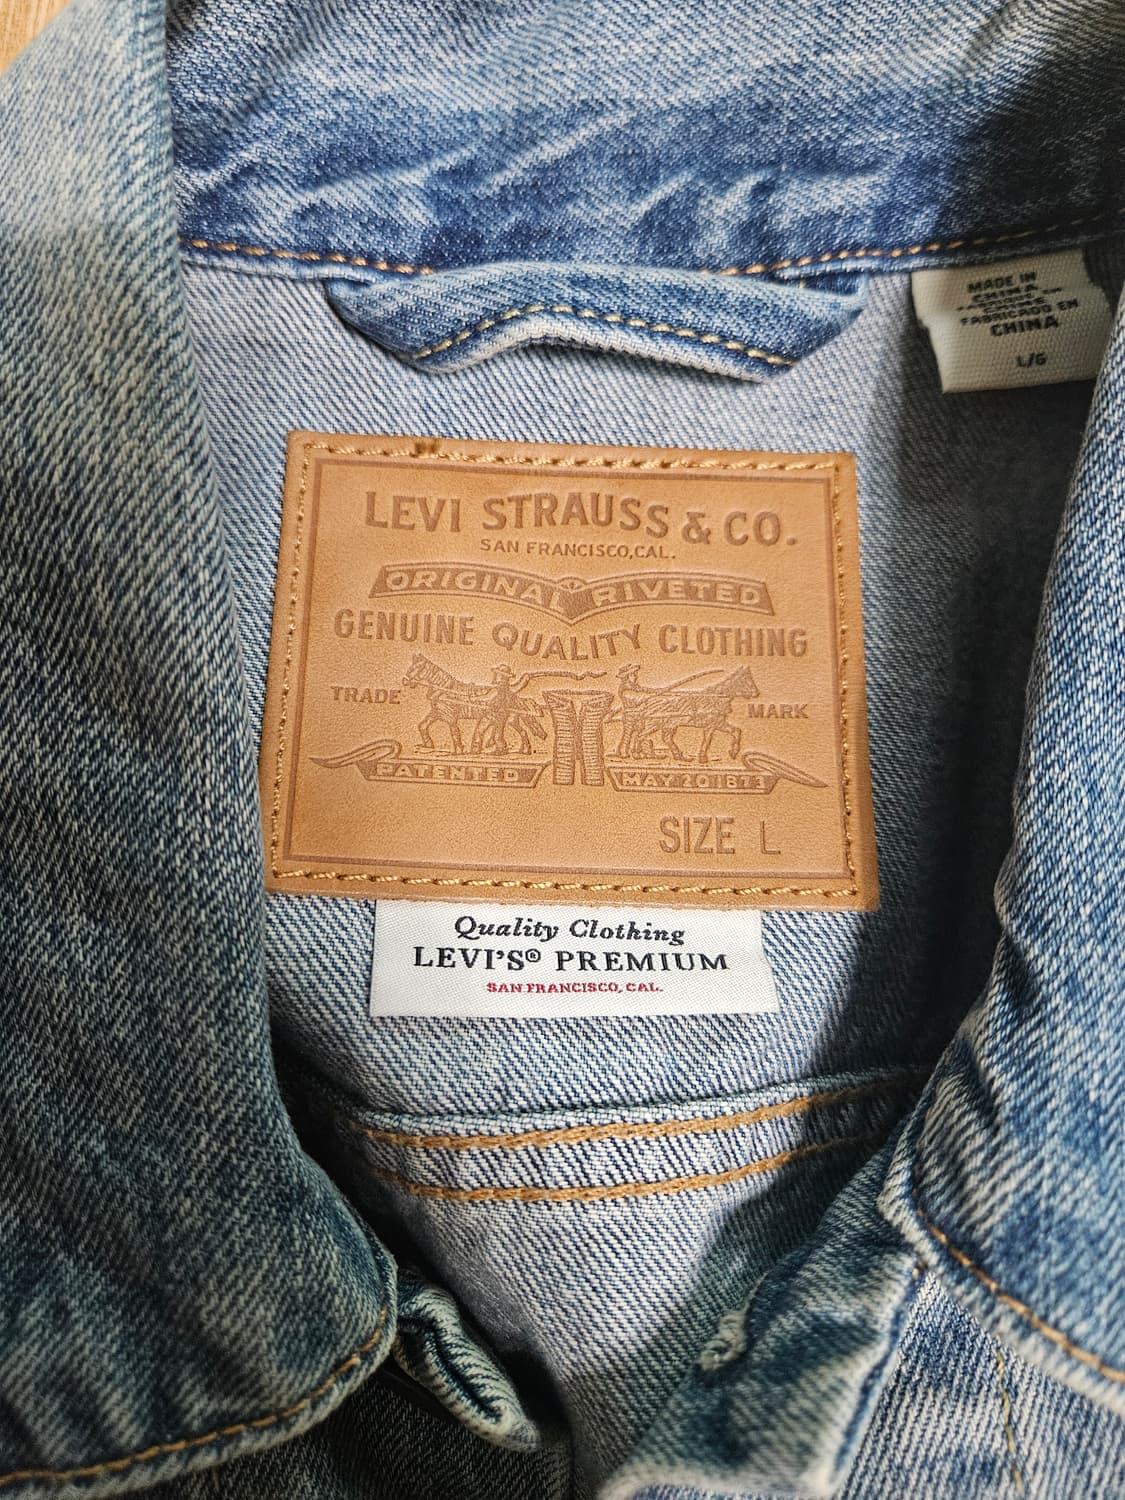 MADE IN
CHINA
FABRICADO EN
CHINA
L/G
LEVI STRAUSS & CO.
SAN FRANCISCO, CAL.
ORIGINAL RIVETED
GENUINE QUALITY CLOTHING
TRADE MARK
PATENTED MAY 20 1873
SIZE L
Quality Clothing
LEVI'S® PREMIUM
SAN FRANCISCO, CAL.